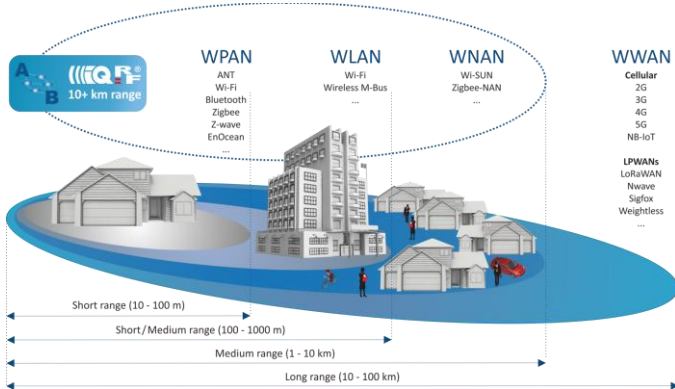 A
B
IQRF®
10+ km range
WPAN
ANT
Wi-Fi
Bluetooth
Zigbee
Z-wave
EnOcean
...
WLAN
Wi-Fi
Wireless M-Bus
...
WNAN
Wi-SUN
Zigbee-NAN
...
WWAN
Cellular
2G
3G
4G
5G
NB-IoT
LPWANs
LoRaWAN
Nwave
Sigfox
Weightless
...
Short range (10 - 100 m)
Short/Medium range (100 - 1000 m)
Medium range (1 - 10 km)
Long range (10 - 100 km)